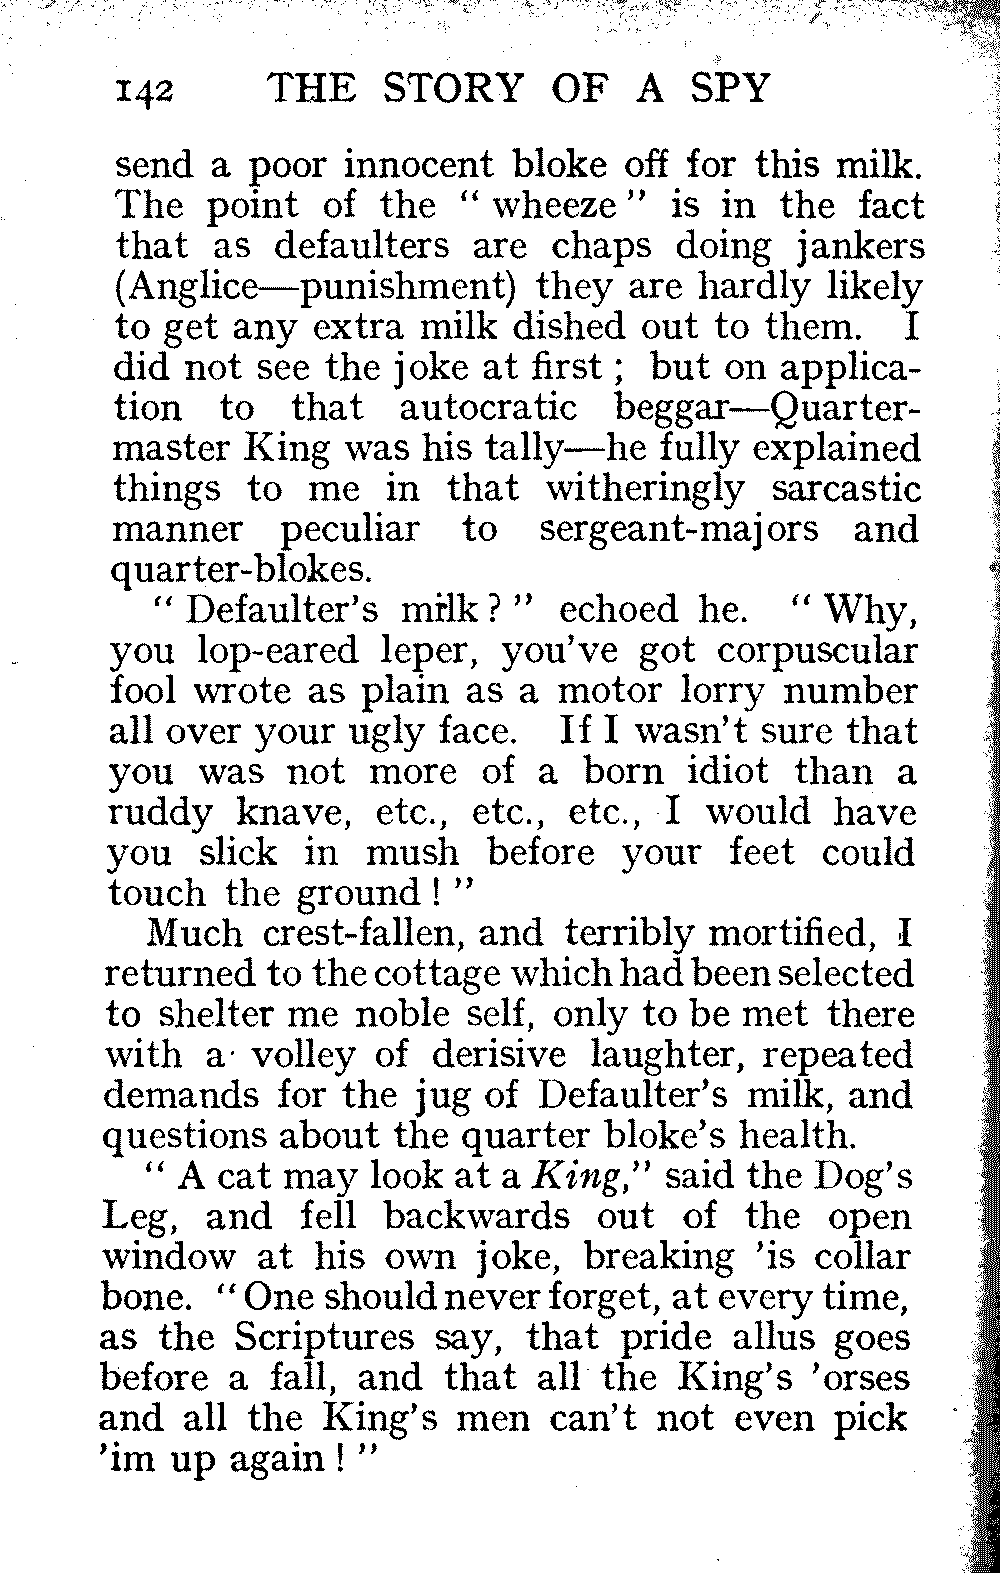 142 THE STORY OF A SPY
send a poor innocent bloke off for this milk.
The point of the " wheeze " is in the fact
that as defaulters are chaps doing jankers
(Anglice—punishment) they are hardly likely
to get any extra milk dished out to them. I
did not see the joke at first ; but on applica-
tion to that autocratic beggar—Quarter-
master King was his tally—he fully explained
things to me in that witheringly sarcastic
manner peculiar to sergeant-majors and
quarter-blokes.
" Defaulter's milk ? " echoed he. " Why,
you lop-eared leper, you've got corpuscular
fool wrote as plain as a motor lorry number
all over your ugly face. If I wasn't sure that
you was not more of a born idiot than a
ruddy knave, etc., etc., etc., I would have
you slick in mush before your feet could
touch the ground ! "
Much crest-fallen, and terribly mortified, I
returned to the cottage which had been selected
to shelter me noble self, only to be met there
with a volley of derisive laughter, repeated
demands for the jug of Defaulter's milk, and
questions about the quarter bloke's health.
" A cat may look at a King," said the Dog's
Leg, and fell backwards out of the open
window at his own joke, breaking 'is collar
bone. " One should never forget, at every time,
as the Scriptures say, that pride allus goes
before a fall, and that all the King's 'orses
and all the King's men can't not even pick
'im up again ! "